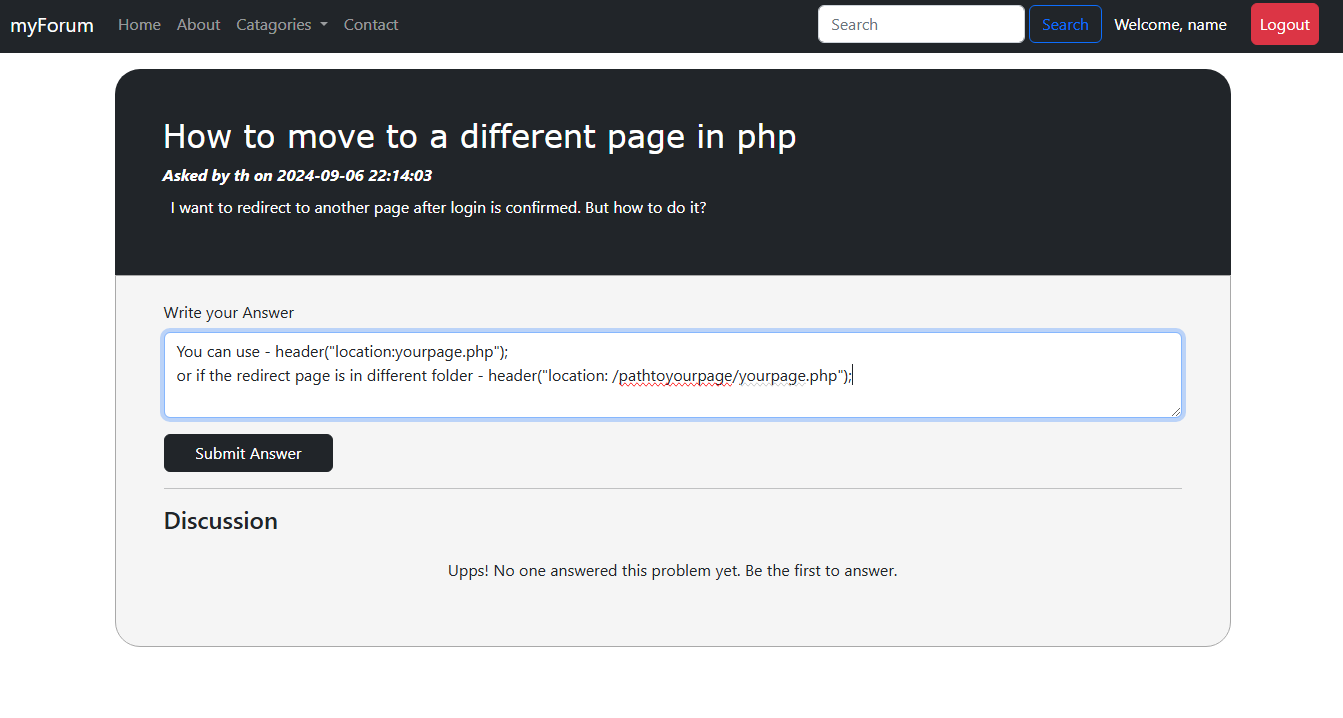 myForum Home About Catagories Contact Search Search Welcome, name Logout
How to move to a different page in php
Asked by th on 2024-09-06 22:14:03
I want to redirect to another page after login is confirmed. But how to do it?
Write your Answer
You can use - header("location:yourpage.php");
or if the redirect page is in different folder - header("location: /pathtoyourpage/yourpage.php");
Submit Answer
Discussion
Upps! No one answered this problem yet. Be the first to answer.